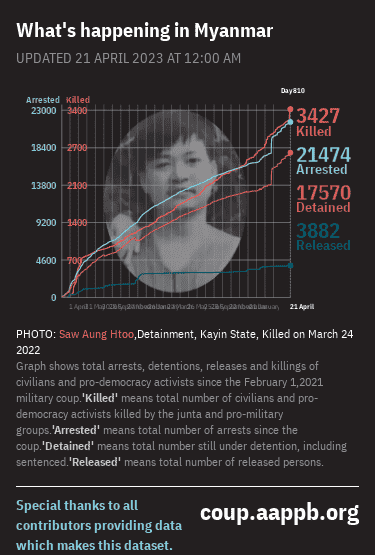 What's happening in Myanmar
UPDATED 21 APRIL 2023 AT 12:00 AM
Day810
Arrested Killed
23000 3400
3427
Killed
18400 2700
21474
Arrested
13800 2100
17570
Detained
9200 1400
3882
Released
4600 700
0
21 April
PHOTO: Saw Aung Htoo,Detainment, Kayin State, Killed on March 24
2022
Graph shows total arrests, detentions, releases and killings of
civilians and pro-democracy activists since the February 1,2021
military coup.'Killed' means total number of civilians and pro-
democracy activists killed by the junta and pro-military
groups.'Arrested' means total number of arrests since the
coup.'Detained' means total number still under detention, including
sentenced.'Released' means total number of released persons.
Special thanks to all
contributors providing data
which makes this dataset.
coup.aappb.org